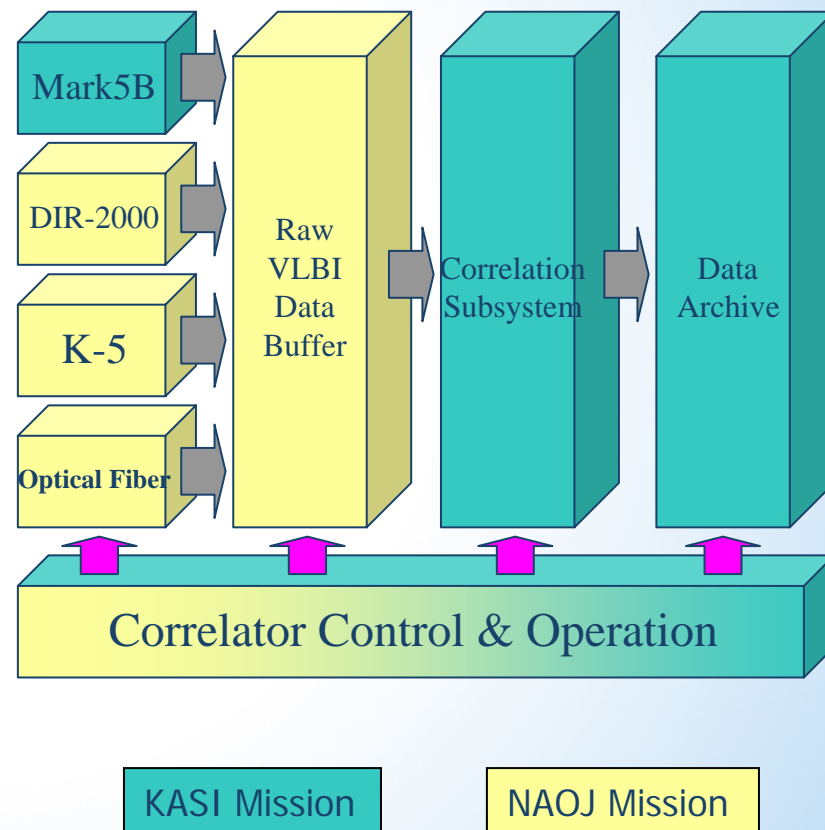 Mark5B
DIR-2000
K-5
Optical Fiber
Raw
VLBI
Data
Buffer
Correlation
Subsystem
Data
Archive
Correlator Control & Operation
KASI Mission
NAOJ Mission